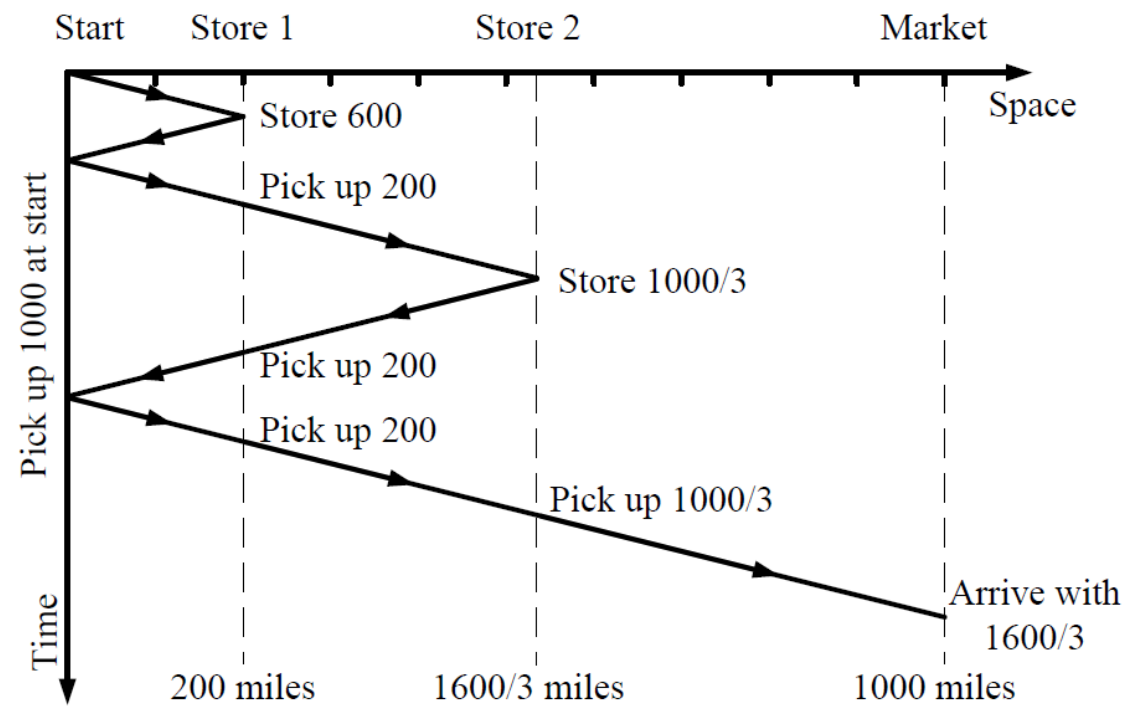 Start
Store 1
Store 2
Market
Space
Store 600
Pick up 200
Store 1000/3
Pick up 200
Pick up 200
Pick up 1000/3
Arrive with
1600/3
Pick up 1000 at start
Time
200 miles
1600/3 miles
1000 miles